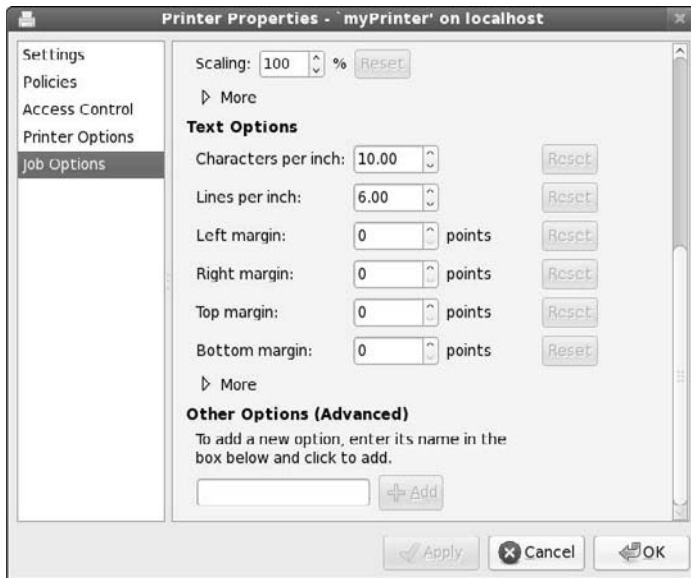 Printer Properties - `myPrinter' on localhost
Settings
Policies
Access Control
Printer Options
Job Options
Scaling: 100 % Reset
More
Text Options
Characters per inch: 10.00 Reset
Lines per inch: 6.00 Reset
Left margin: 0 points Reset
Right margin: 0 points Reset
Top margin: 0 points Reset
Bottom margin: 0 points Reset
More
Other Options (Advanced)
To add a new option, enter its name in the
box below and click to add.
Add
Apply Cancel OK